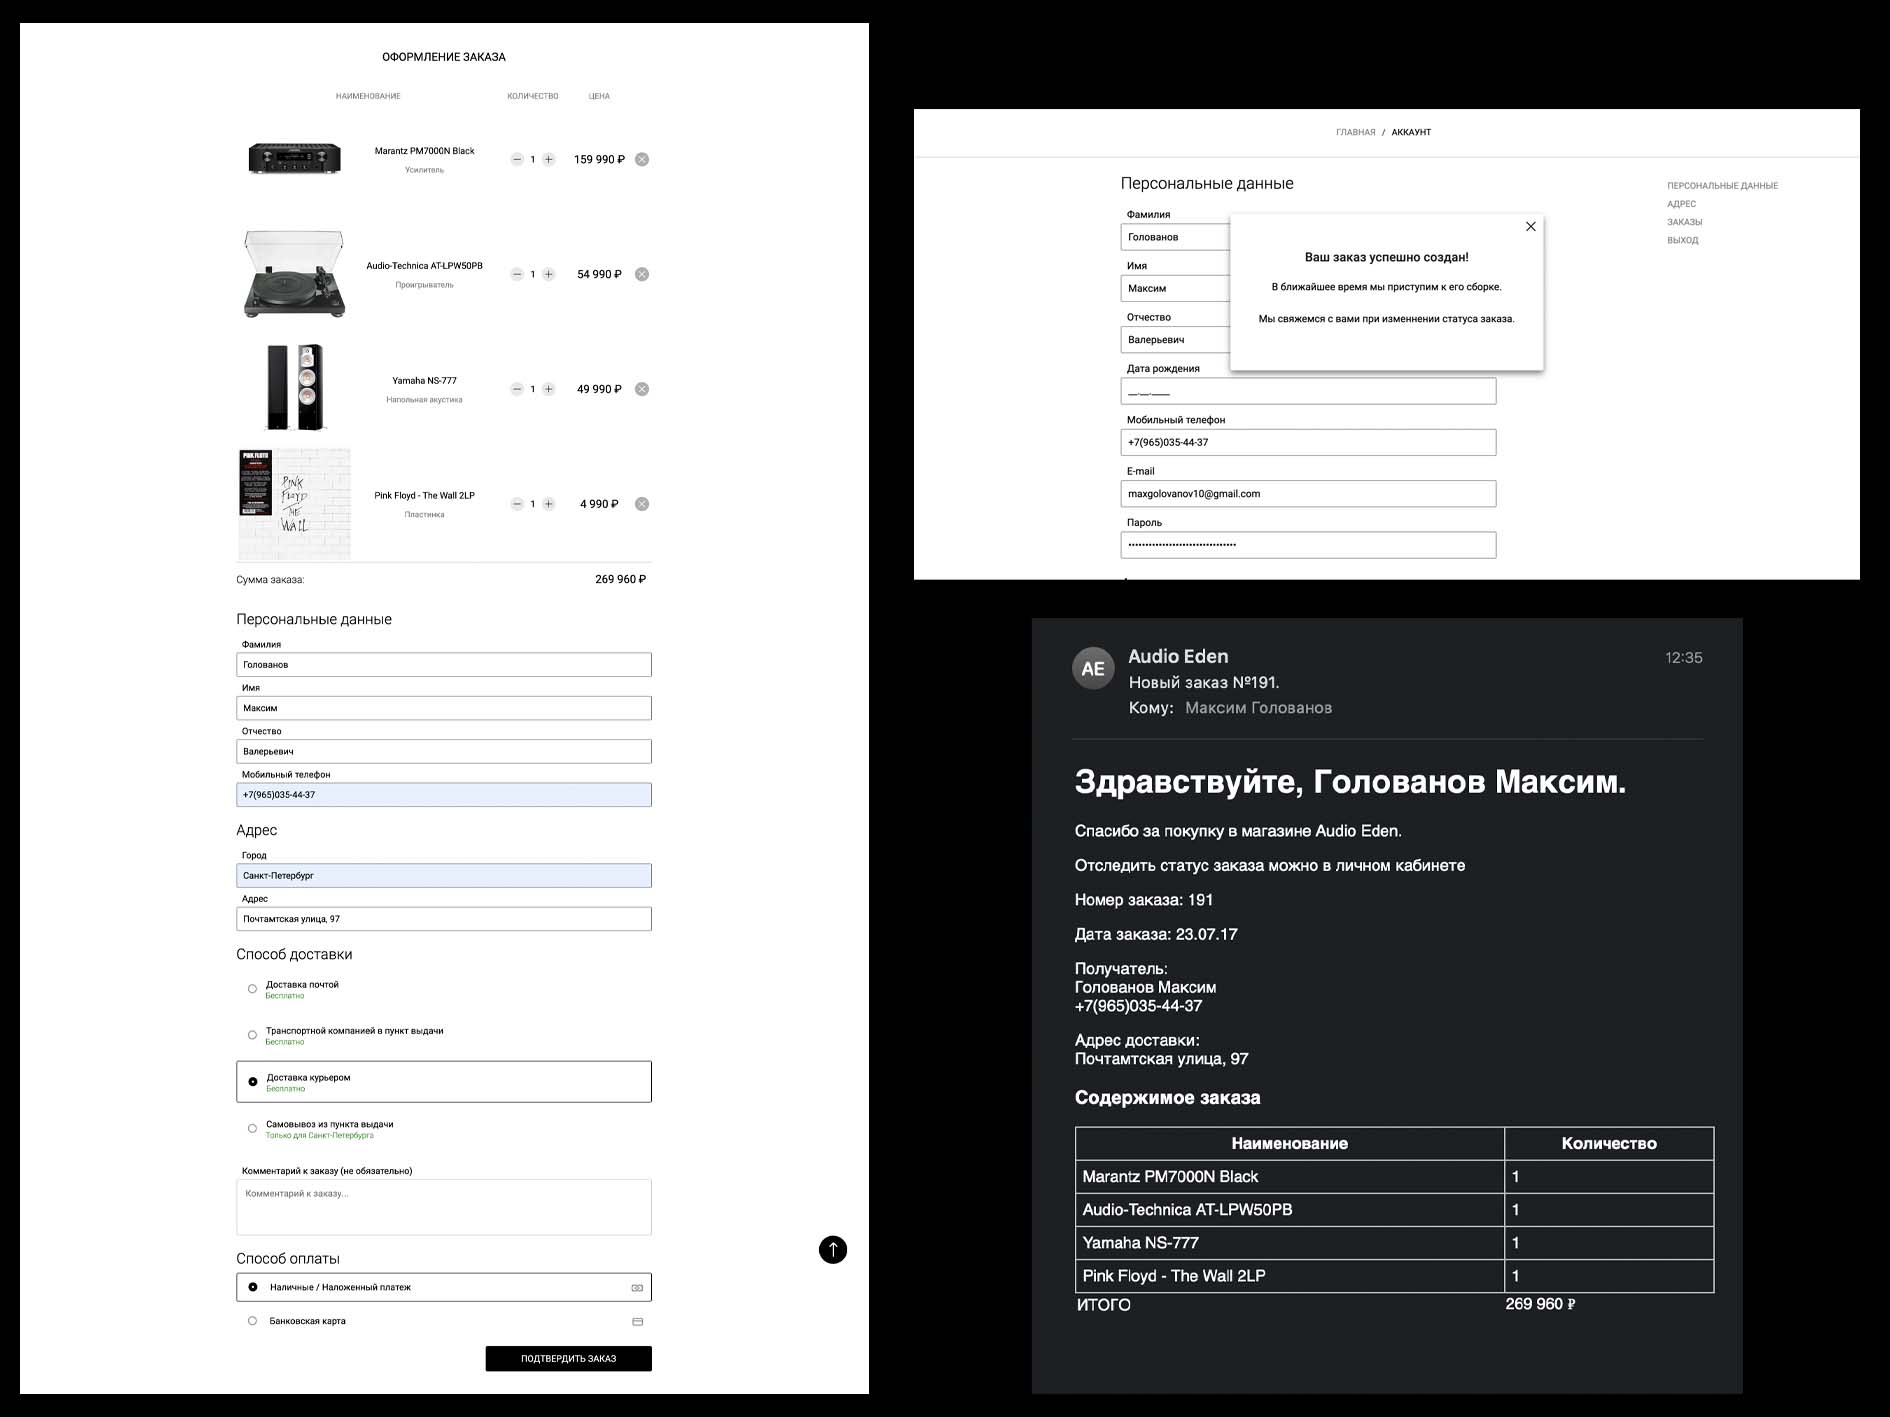 ОФОРМЛЕНИЕ ЗАКАЗА
НАИМЕНОВАНИЕ КОЛИЧЕСТВО ЦЕНА
Marantz PM7000N Black
Усилитель
1 159 990 ₽
Audio-Technica AT-LPW50PB
Проигрыватель
1 54 990 ₽
Yamaha NS-777
Напольная акустика
1 49 990 ₽
PINK FLOYD
PINK
FLOYD
THE
WALL
Pink Floyd - The Wall 2LP
Пластинка
1 4 990 ₽
Сумма заказа: 269 960 ₽
Персональные данные
Фамилия
Голованов
Имя
Максим
Отчество
Валерьевич
Мобильный телефон
+7(965)035-44-37
Адрес
Город
Санкт-Петербург
Адрес
Почтамтская улица, 97
Способ доставки
Доставка почтой
Бесплатно
Транспортной компанией в пункт выдачи
Бесплатно
Доставка курьером
Бесплатно
Самовывоз из пункта выдачи
Только для Санкт-Петербурга
Комментарий к заказу (не обязательно)
Комментарий к заказу...
Способ оплаты
Наличные / Наложенный платеж
Банковская карта
ПОДТВЕРДИТЬ ЗАКАЗ
ГЛАВНАЯ / АККАУНТ
Персональные данные
Фамилия
Голованов
Имя
Максим
Отчество
Валерьевич
Дата рождения
__.__.____
Мобильный телефон
+7(965)035-44-37
E-mail
maxgolovanov10@gmail.com
Пароль
••••••••••••••••••••••••••••••••
Ваш заказ успешно создан!
В ближайшее время мы приступим к его сборке.
Мы свяжемся с вами при изменнении статуса заказа.
ПЕРСОНАЛЬНЫЕ ДАННЫЕ
АДРЕС
ЗАКАЗЫ
ВЫХОД
AE
Audio Eden 12:35
Новый заказ №191.
Кому: Максим Голованов
Здравствуйте, Голованов Максим.
Спасибо за покупку в магазине Audio Eden.
Отследить статус заказа можно в личном кабинете
Номер заказа: 191
Дата заказа: 23.07.17
Получатель:
Голованов Максим
+7(965)035-44-37
Адрес доставки:
Почтамтская улица, 97
Содержимое заказа
Наименование Количество
Marantz PM7000N Black 1
Audio-Technica AT-LPW50PB 1
Yamaha NS-777 1
Pink Floyd - The Wall 2LP 1
ИТОГО 269 960 ₽